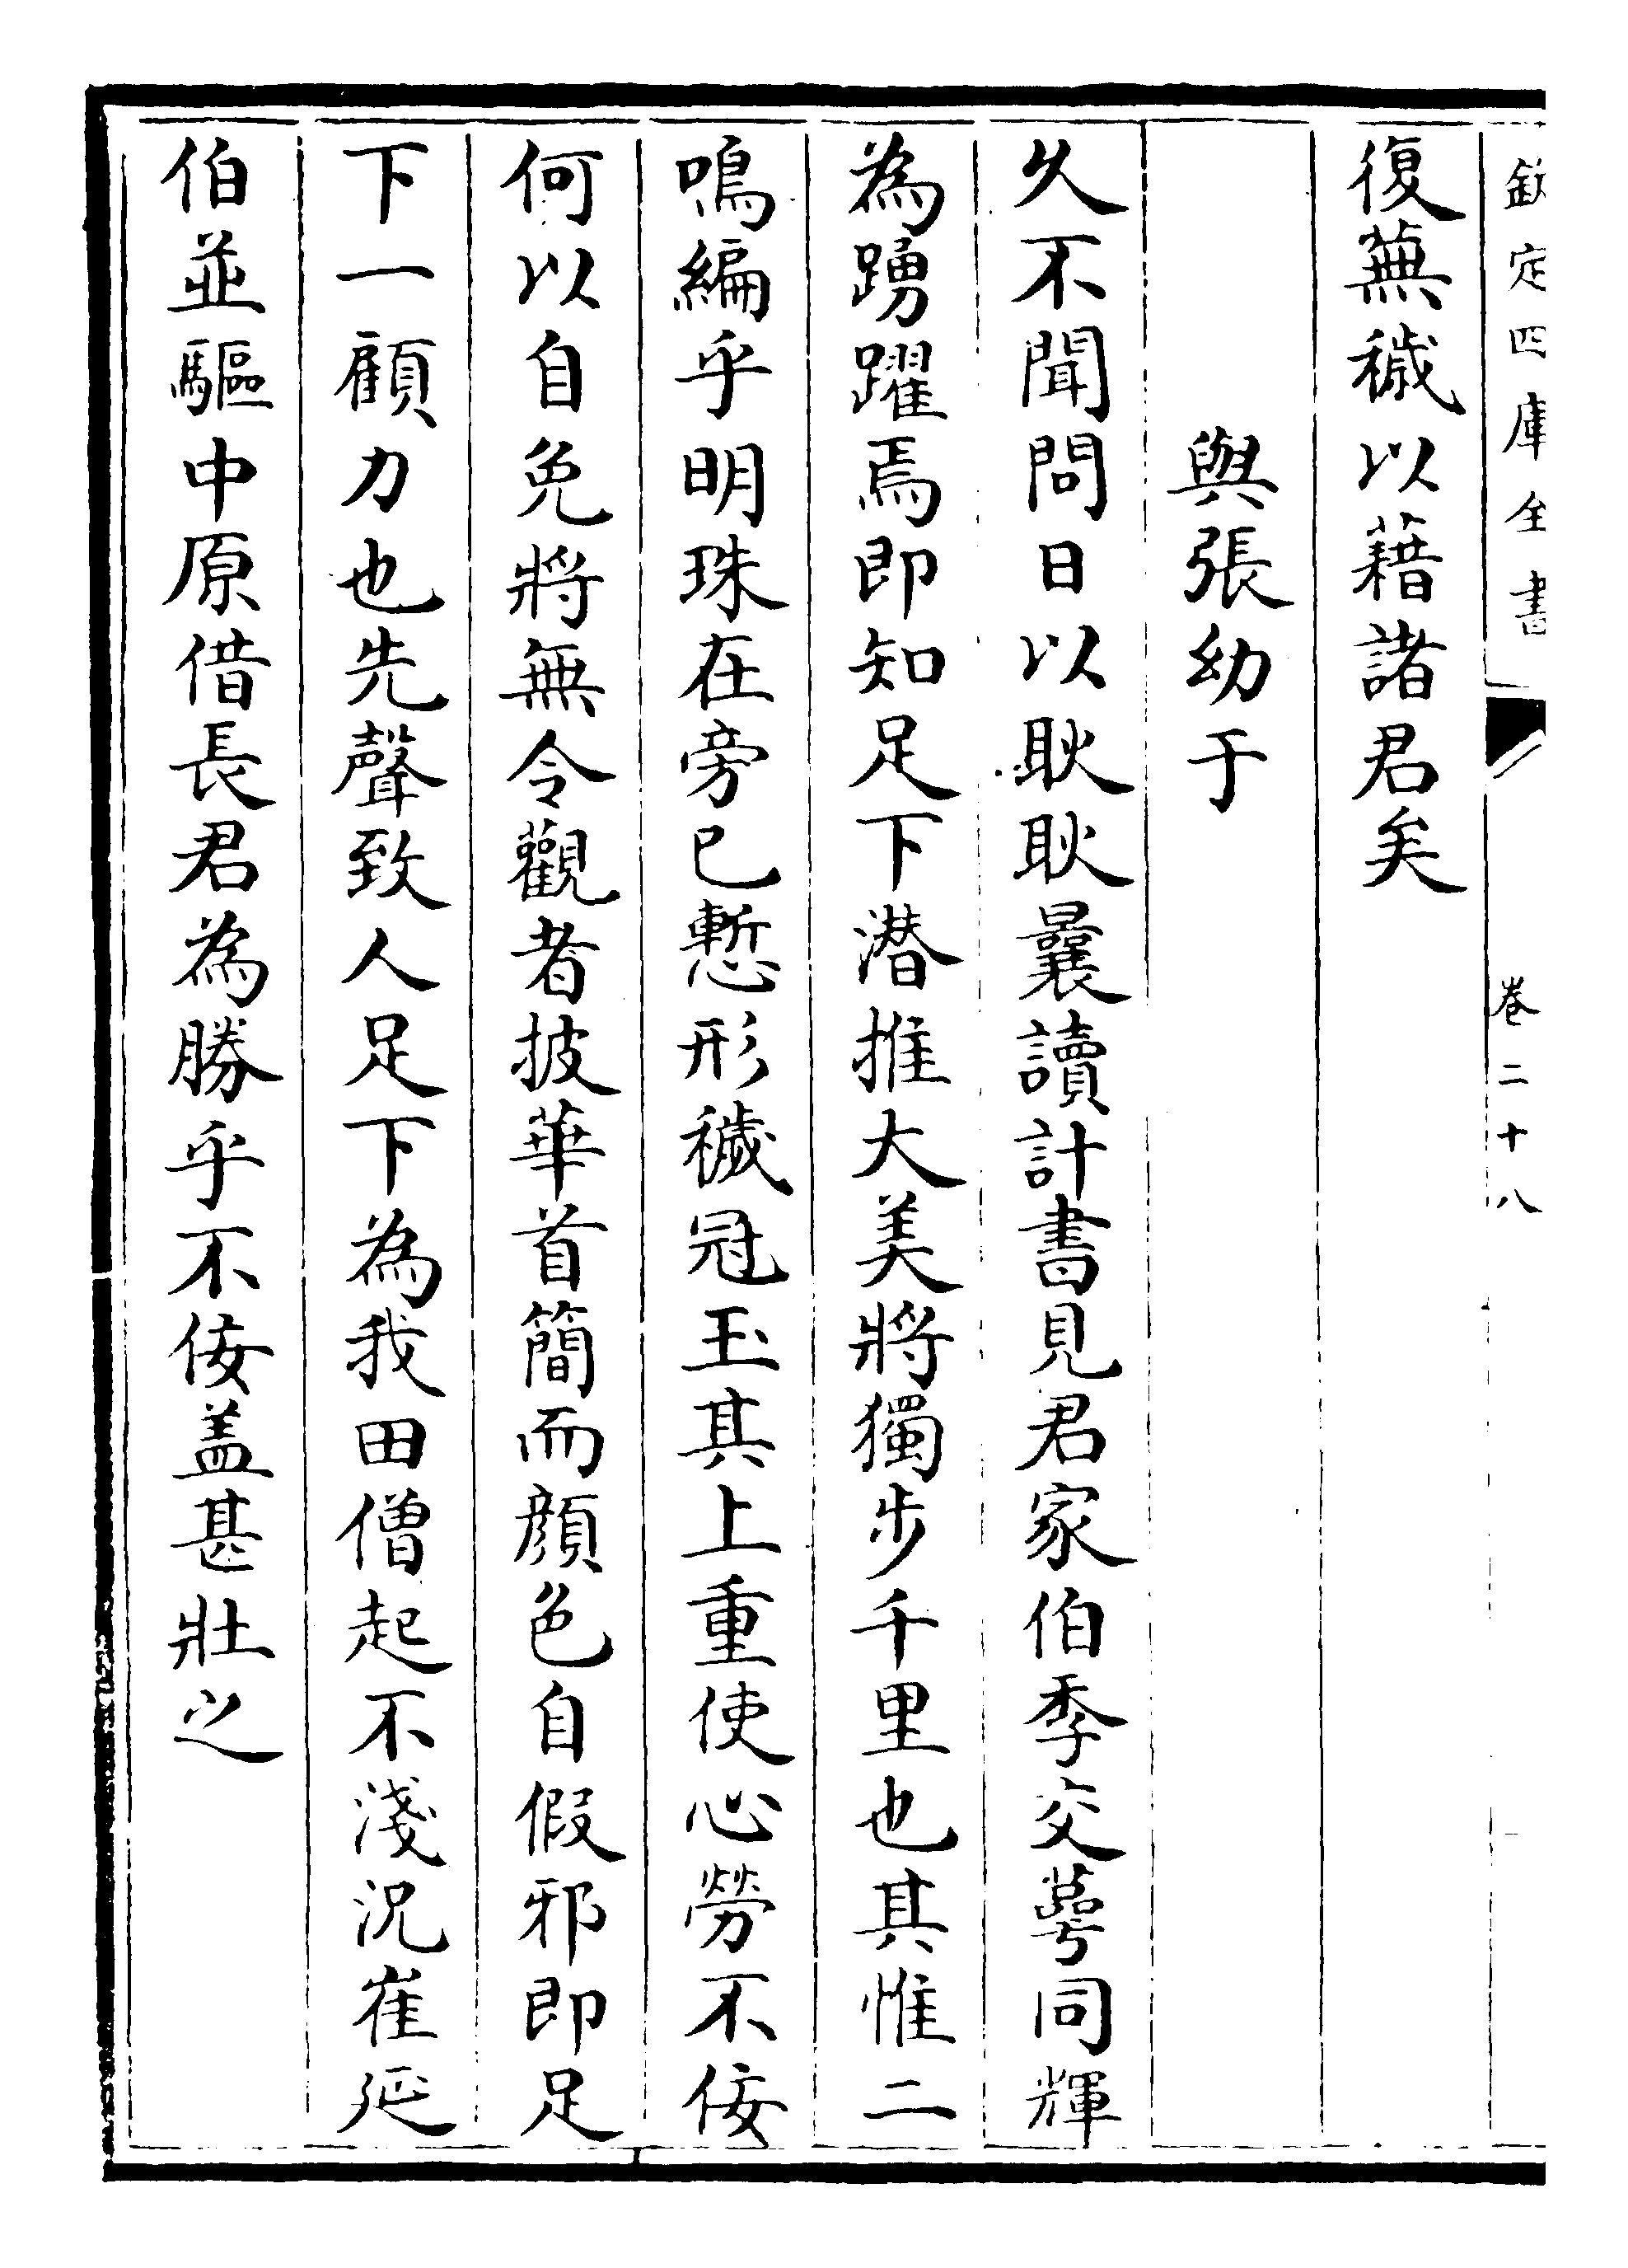 欽定四庫全書
卷二十八
復蕪穢以藉諸君矣
與張幼于
久不聞問日以耿耿曩讀計書見君家伯季交萼同輝
為踴躍焉即知足下潜推大美將獨步千里也其惟二
鳴編乎明珠在旁已慙形穢冠玉其上重使心勞不佞
何以自免將無令觀者披華首簡而顔色自假邪即足
下一顧力也先聲致人足下為我田僧起不淺況崔延
伯並驅中原借長君為勝乎不佞盖甚壯之